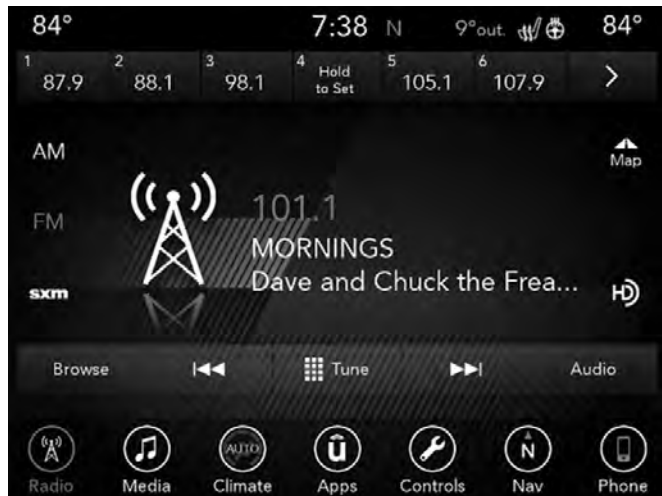 84° 7:38 N 9°out. 84°
1 87.9 2 88.1 3 98.1 4 Hold to Set 5 105.1 6 107.9
AM
Map
FM
101.1
MORNINGS
sxm
Dave and Chuck the Frea...
HD
Browse Tune Audio
AUTO û N
Radio Media Climate Apps Controls Nav Phone